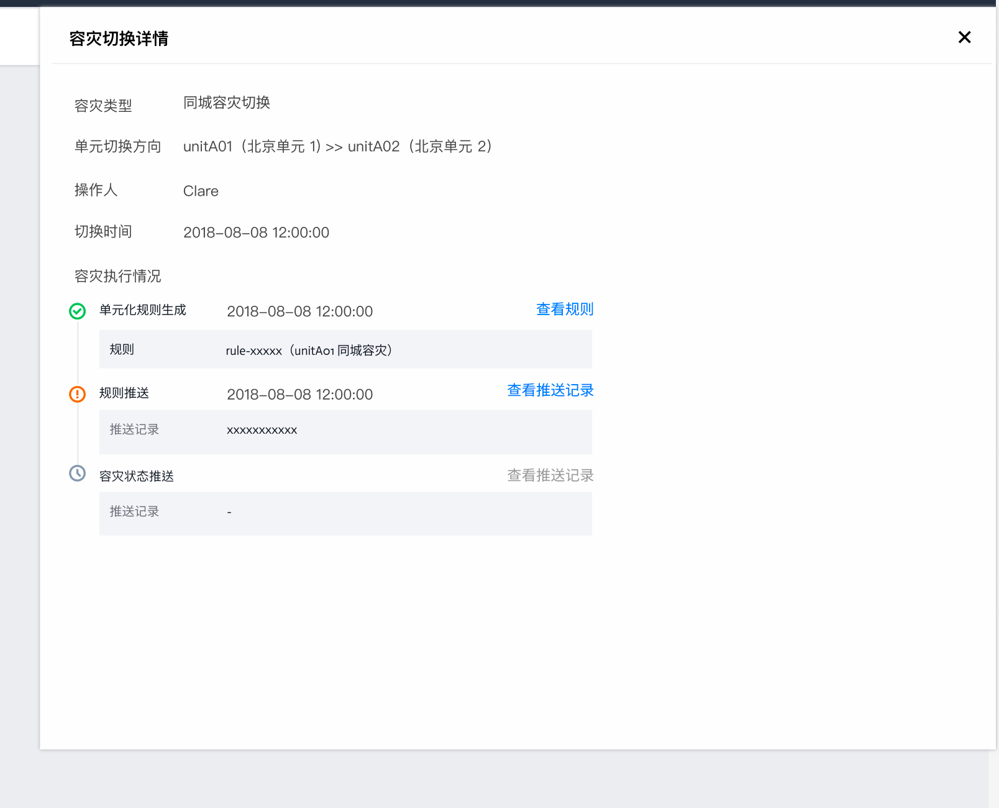 容灾切换详情
容灾类型 同城容灾切换
单元切换方向 unitA01（北京单元 1) >> unitA02（北京单元 2）
操作人 Clare
切换时间 2018-08-08 12:00:00
容灾执行情况
单元化规则生成 2018-08-08 12:00:00 查看规则
规则 rule-xxxxx（unitA01 同城容灾）
规则推送 2018-08-08 12:00:00 查看推送记录
推送记录 xxxxxxxxxxx
容灾状态推送 查看推送记录
推送记录 -